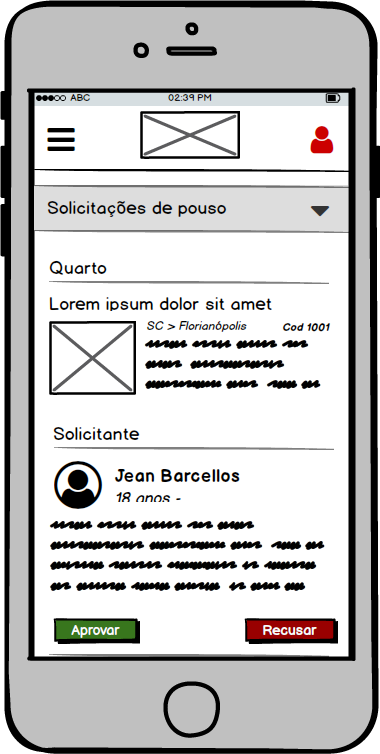 ABC 02:39 PM
Solicitações de pouso
Quarto
Lorem ipsum dolor sit amet
SC > Florianópolis Cod 1001
Solicitante
Jean Barcellos
18 anos -
Aprovar Recusar